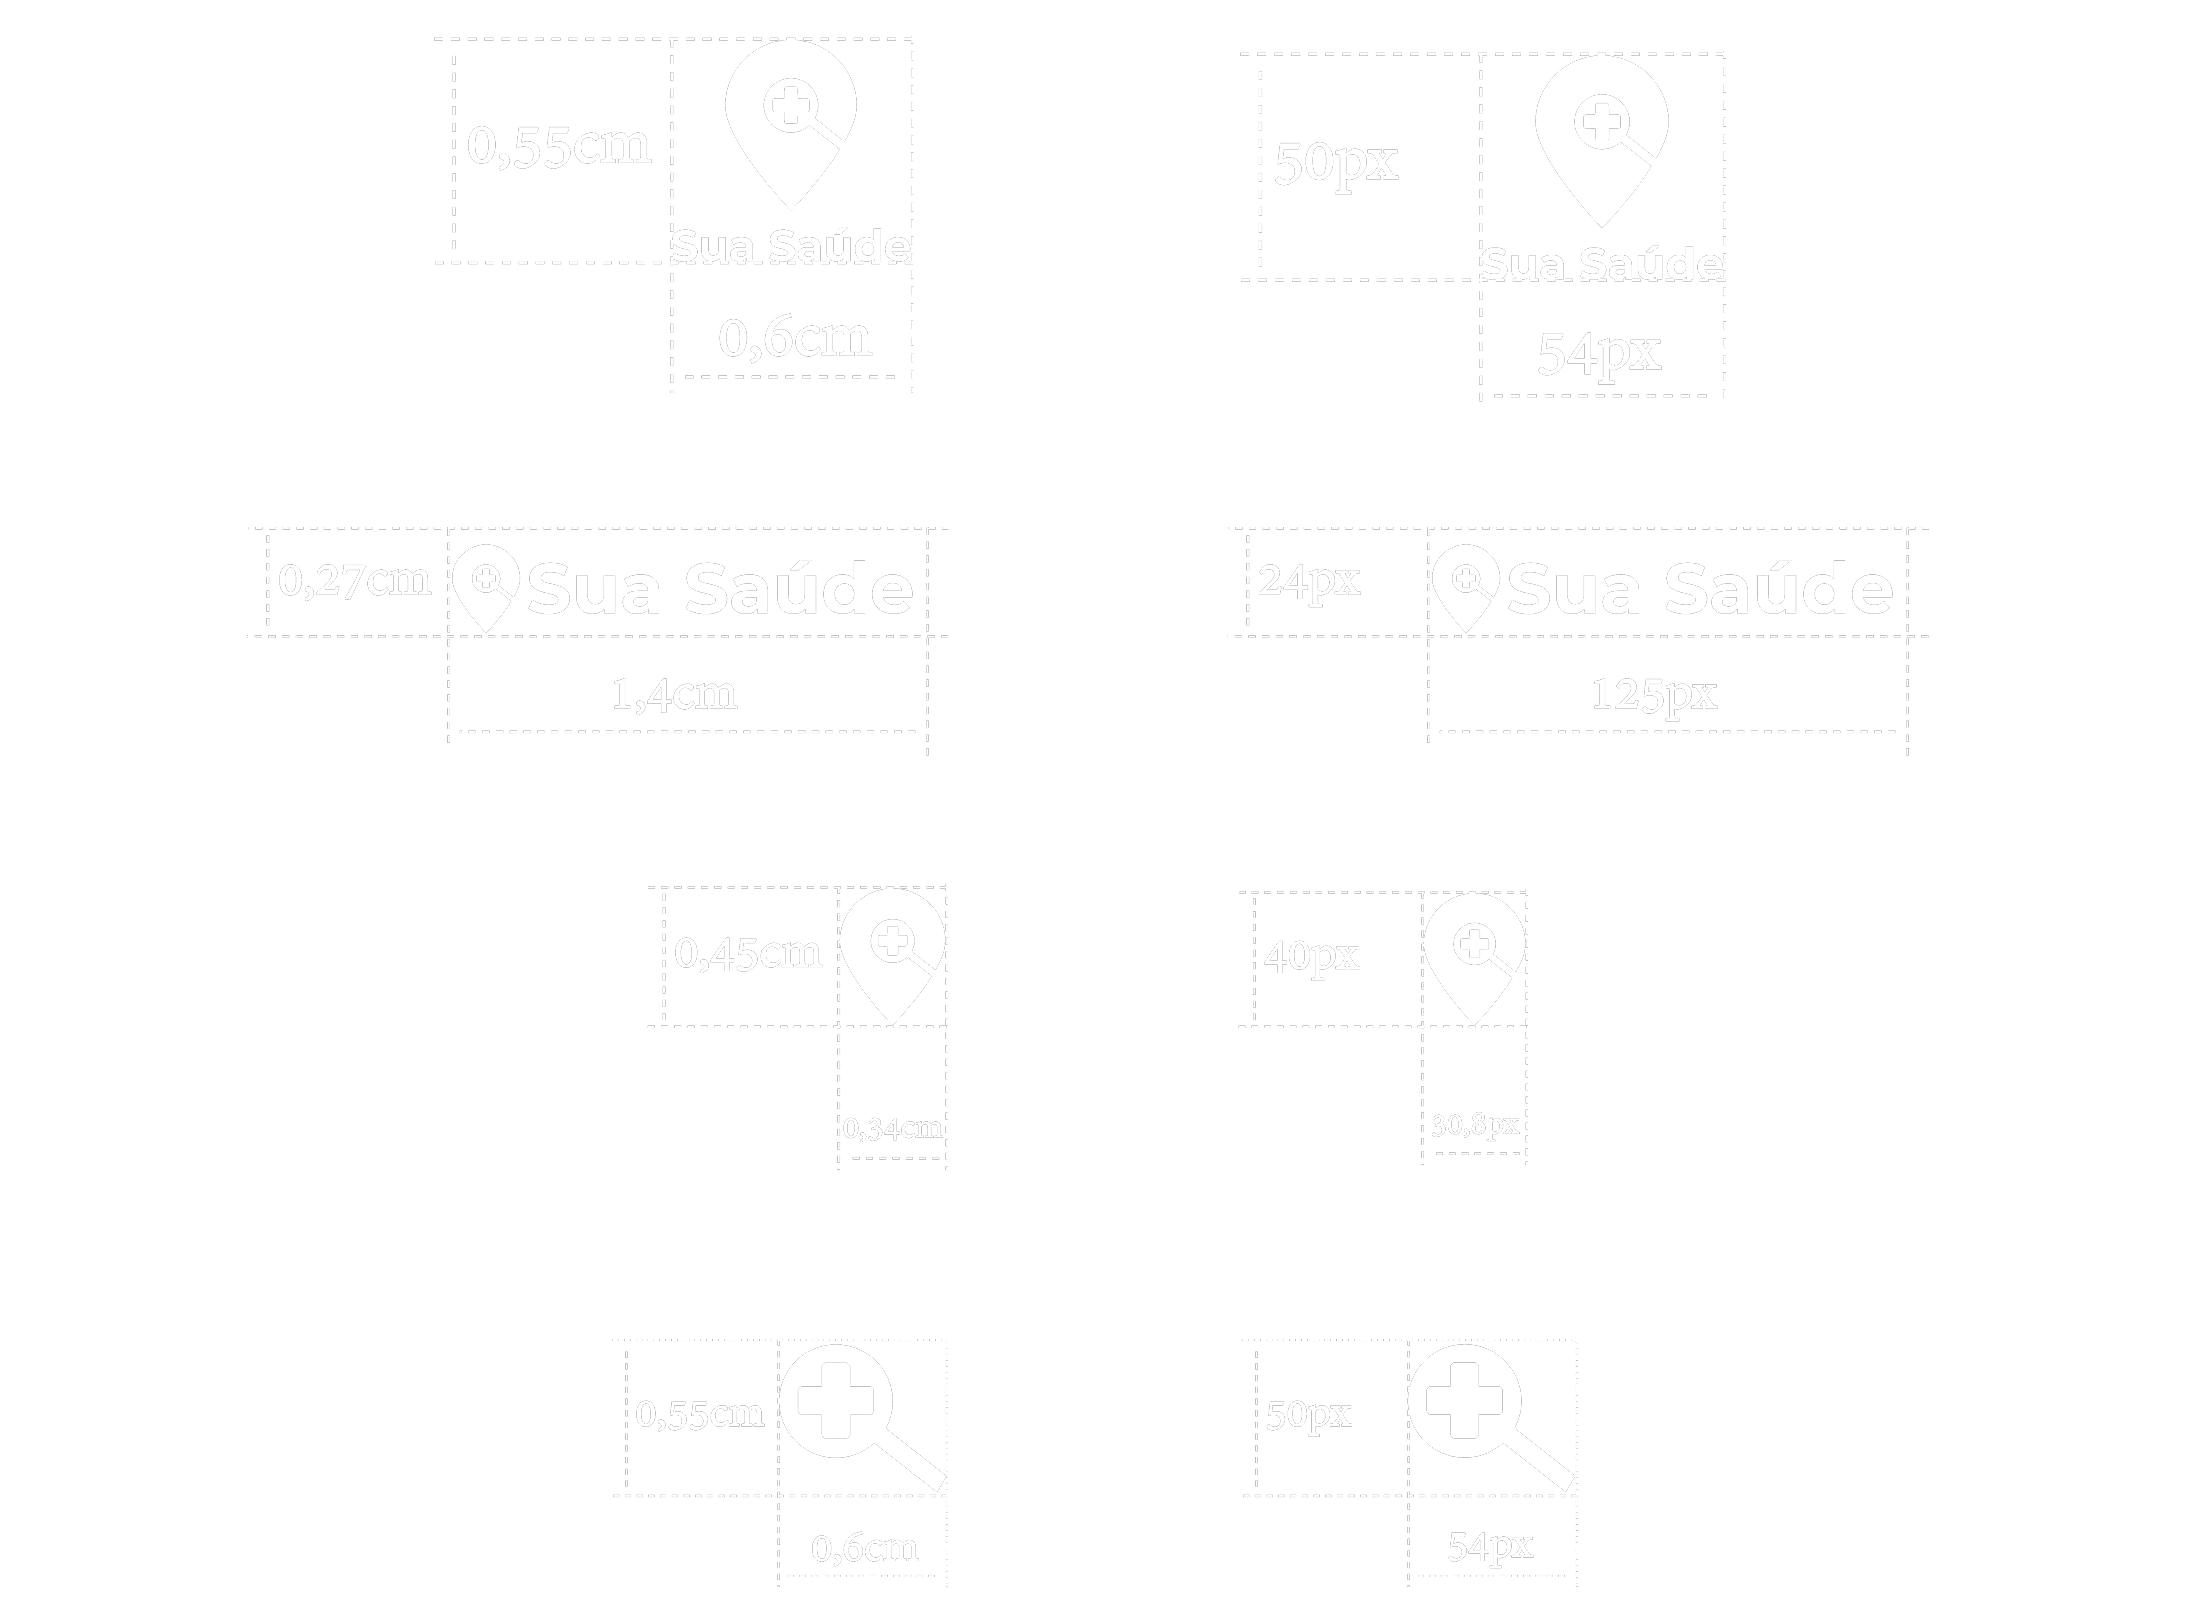 0,55cm
Sua Saúde
0,6cm
50px
Sua Saúde
54px
0,27cm
Sua Saúde
1,4cm
24px
Sua Saúde
125px
0,45cm
0,34cm
40px
30,8px
0,55cm
0,6cm
50px
54px